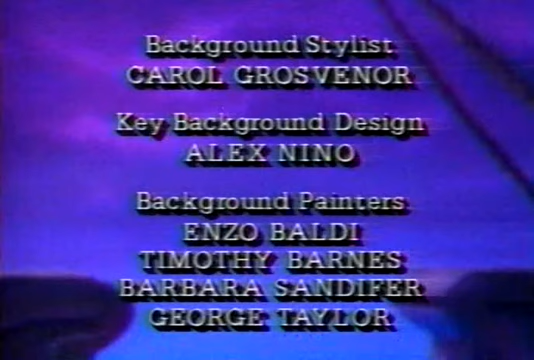 Background Stylist
CAROL GROSVENOR
Key Background Design
ALEX NINO
Background Painters
ENZO BALDI
TIMOTHY BARNES
BARBARA SANDIFER
GEORGE TAYLOR